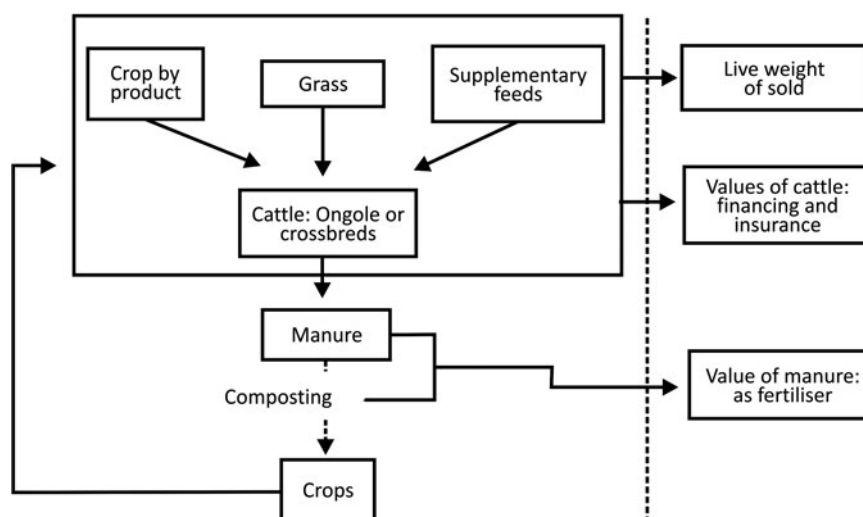 Crop by
product
Grass
Supplementary
feeds
Live weight
of sold
Cattle: Ongole or
crossbreds
Values of cattle:
financing and
insurance
Manure
Composting
Value of manure:
as fertiliser
Crops